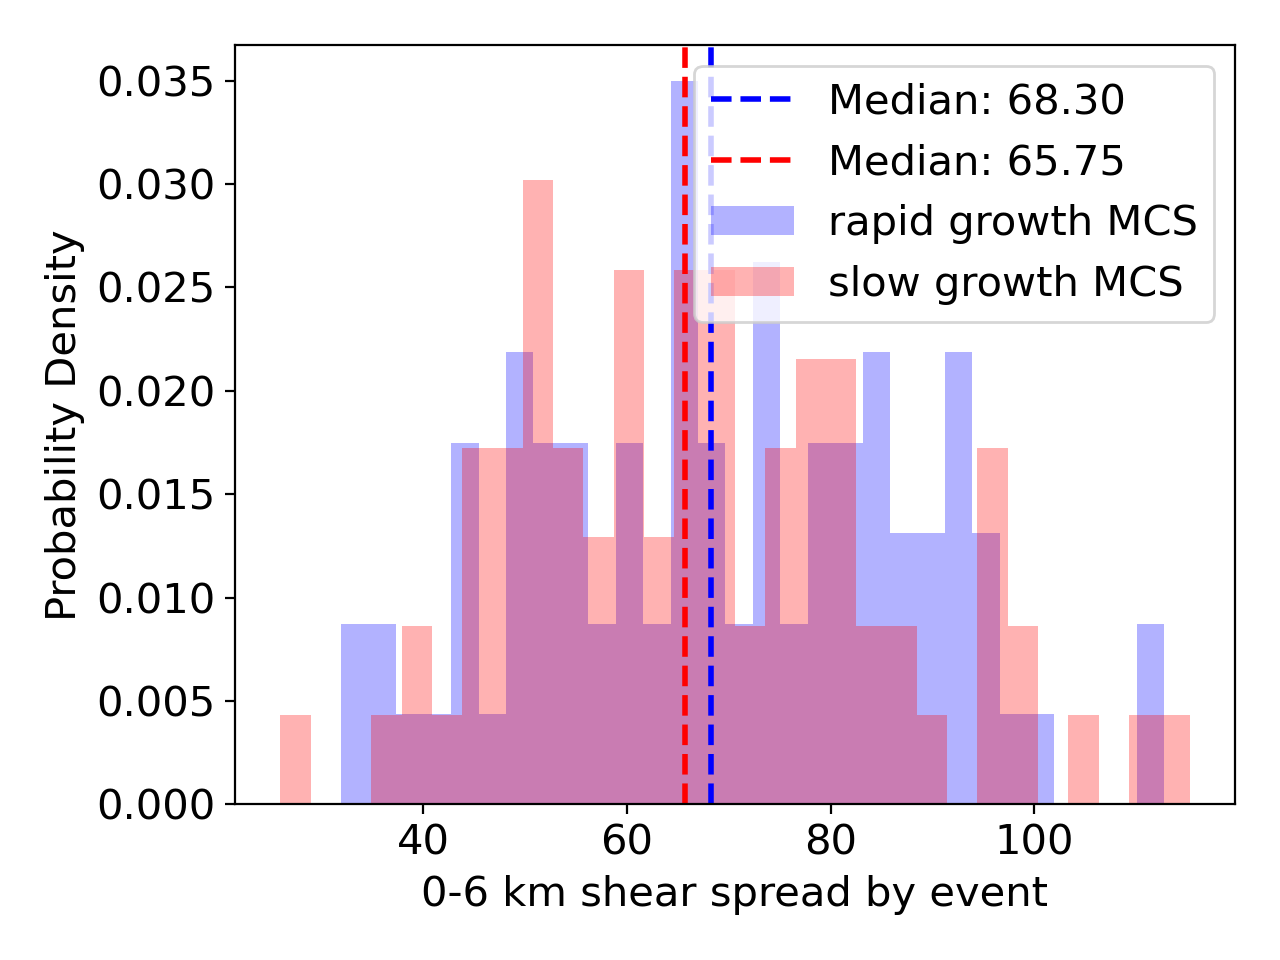 0.035
0.030
0.025
0.020
0.015
0.010
0.005
0.000
Probability Density
Median: 68.30
Median: 65.75
rapid growth MCS
slow growth MCS
40 60 80 100
0-6 km shear spread by event